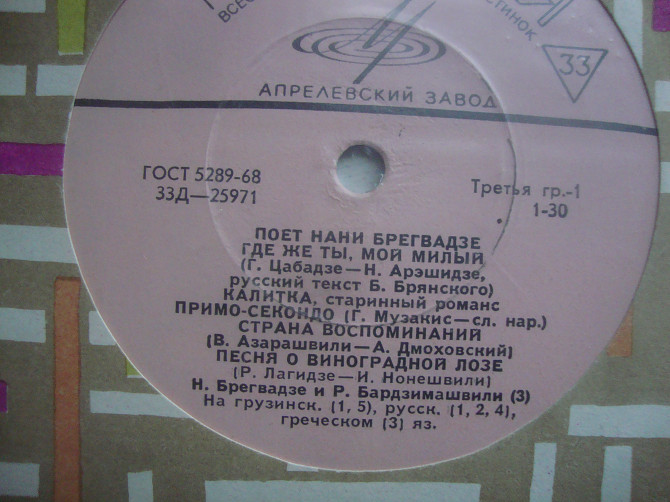 АПРЕЛЕВСКИЙ ЗАВОД
33
ГОСТ 5289-68
33Д—25971
Третья гр.-1
1-30
ПОЕТ НАНИ БРЕГВАДЗЕ
ГДЕ ЖЕ ТЫ, МОЙ МИЛЫЙ
(Г. Цабадзе—Н. Арэшидзе,
русский текст Б. Брянского)
КАЛИТКА, старинный романс
ПРИМО-СЕКОНДО (Г. Музакис—сл. нар.)
СТРАНА ВОСПОМИНАНИЙ
(В. Азарашвили—А. Дмоховский)
ПЕСНЯ О ВИНОГРАДНОЙ ЛОЗЕ
(Р. Лагидзе—И. Нонешвили)
Н. Брегвадзе и Р. Бардзимашвили (3)
На грузинск. (1, 5), русск. (1, 2, 4),
греческом (3) яз.